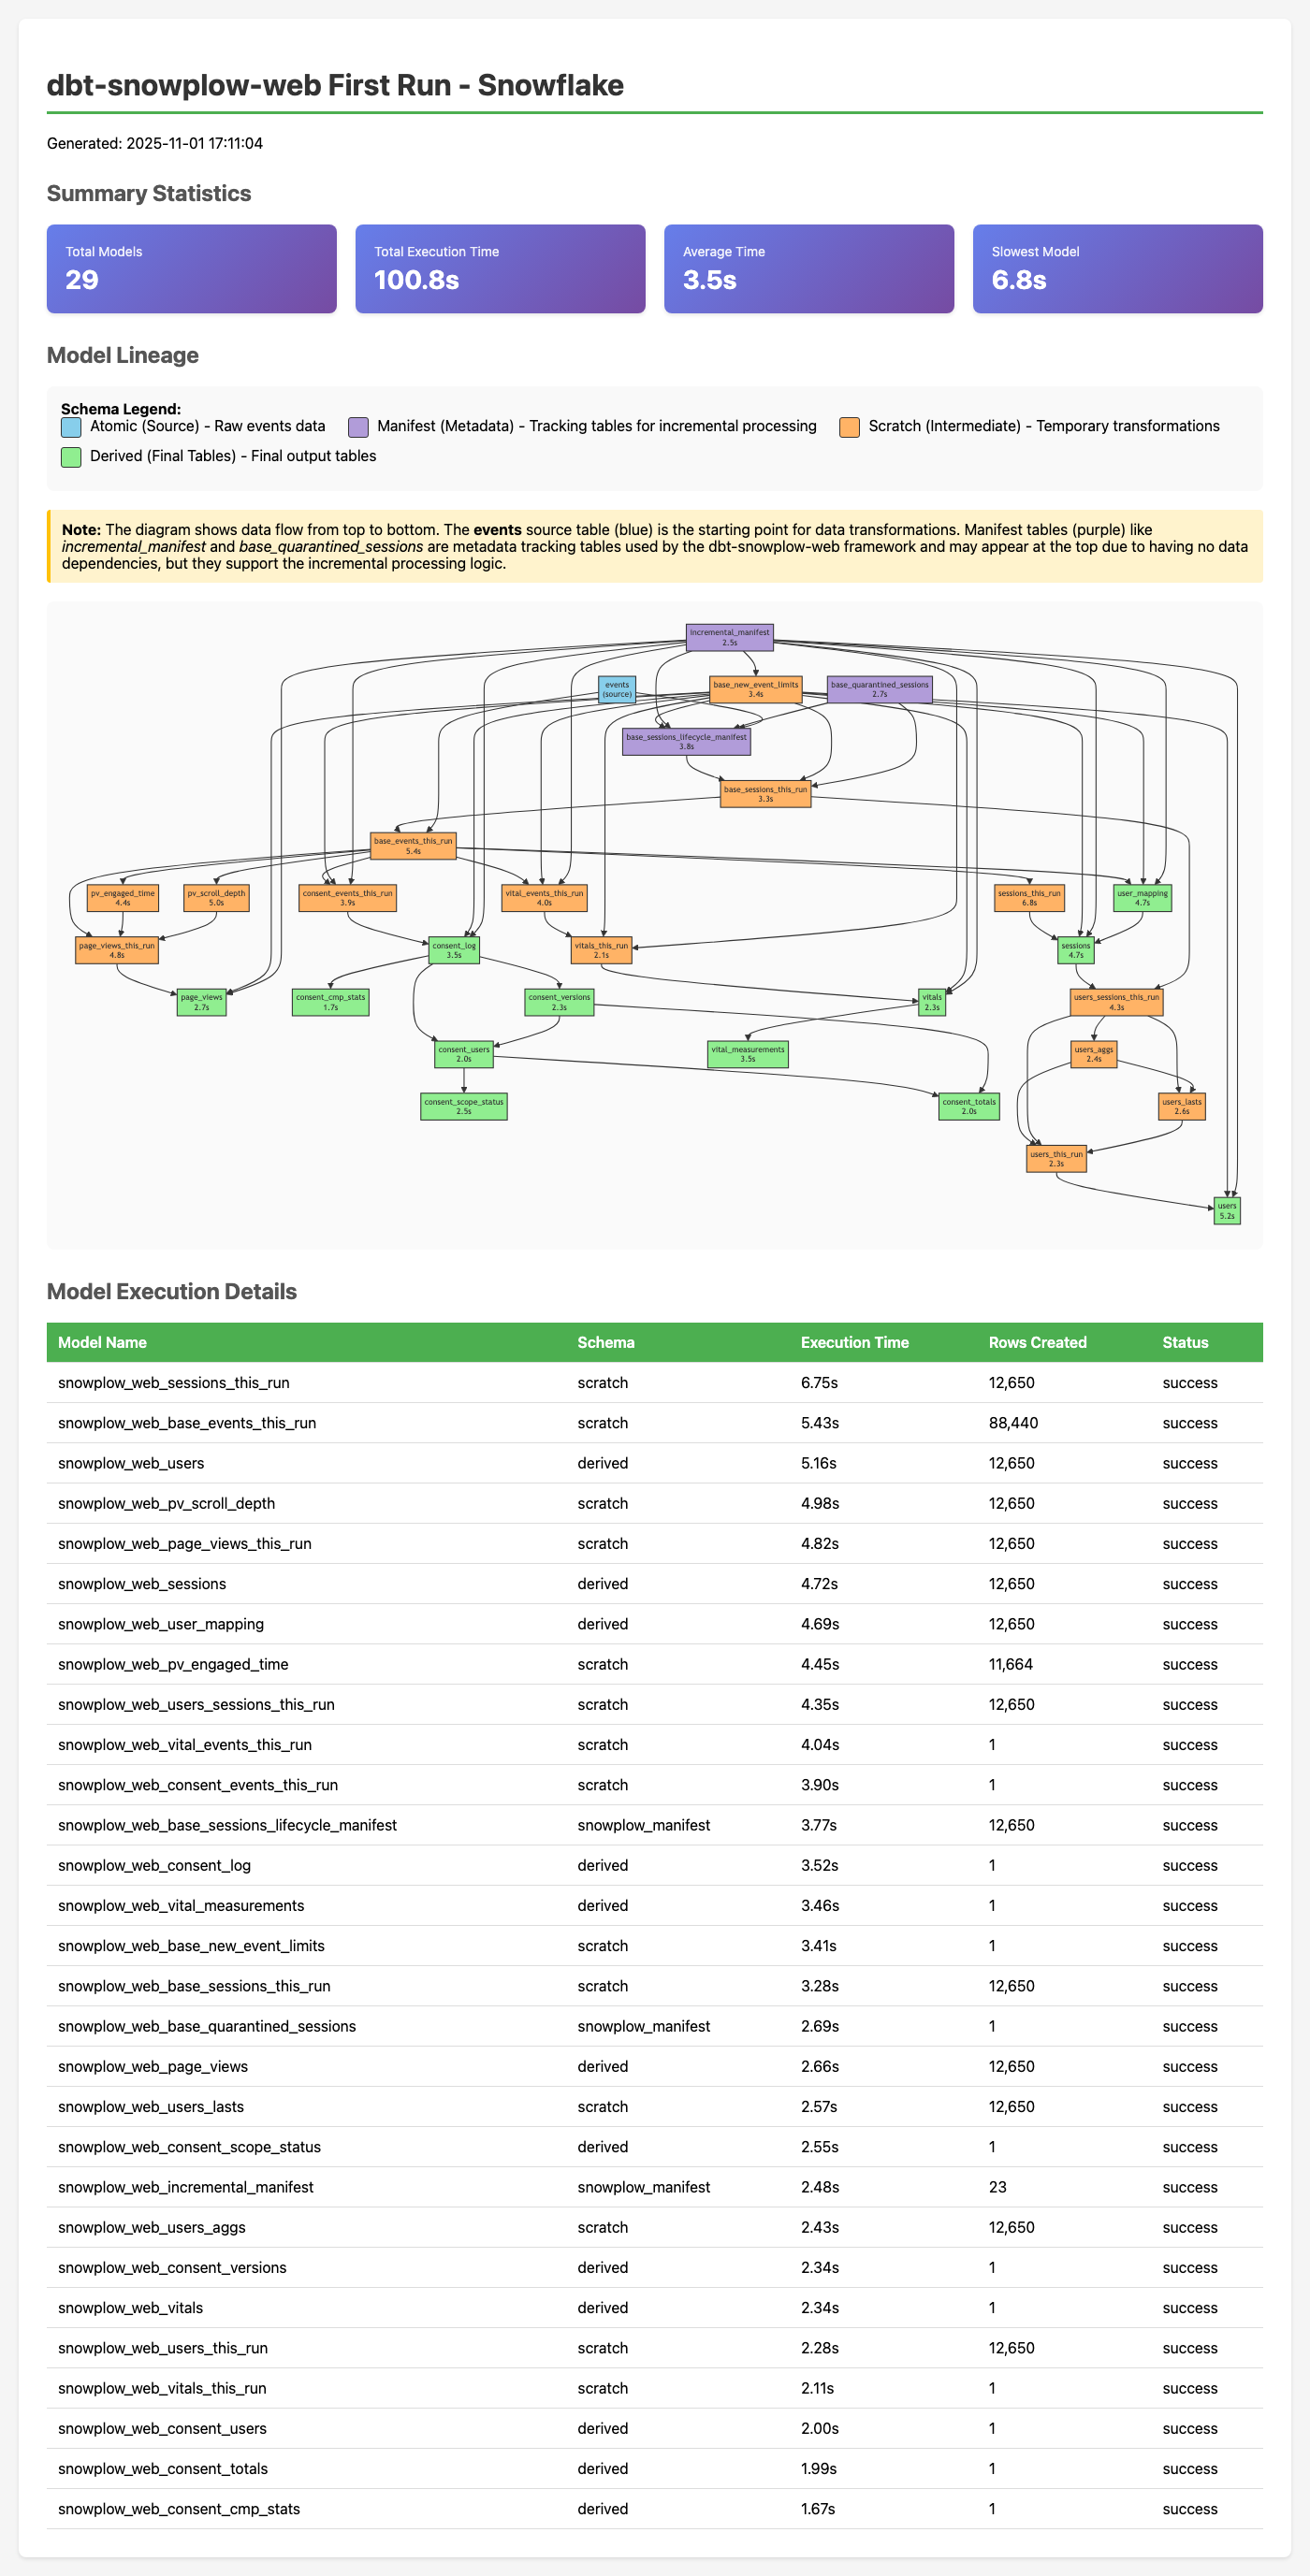 dbt-snowplow-web First Run - Snowflake
Generated: 2025-11-01 17:11:04
Summary Statistics
Total Models
29
Total Execution Time
100.8s
Average Time
3.5s
Slowest Model
6.8s
Model Lineage
Schema Legend:
Atomic (Source) - Raw events data
Manifest (Metadata) - Tracking tables for incremental processing
Scratch (Intermediate) - Temporary transformations
Derived (Final Tables) - Final output tables
Note: The diagram shows data flow from top to bottom. The events source table (blue) is the starting point for data transformations. Manifest tables (purple) like
incremental_manifest and base_quarantined_sessions are metadata tracking tables used by the dbt-snowplow-web framework and may appear at the top due to having no data
dependencies, but they support the incremental processing logic.
incremental_manifest
2.5s
events
(source)
base_new_event_limits
3.4s
base_quarantined_sessions
2.7s
base_sessions_lifecycle_manifest
3.8s
base_sessions_this_run
3.3s
base_events_this_run
5.4s
pv_engaged_time
4.4s
pv_scroll_depth
5.0s
consent_events_this_run
3.9s
vital_events_this_run
4.0s
sessions_this_run
6.8s
user_mapping
4.7s
page_views_this_run
4.8s
consent_log
3.5s
vitals_this_run
2.1s
sessions
4.7s
page_views
2.7s
consent_cmp_stats
1.7s
consent_versions
2.3s
vitals
2.3s
users_sessions_this_run
4.3s
consent_users
2.0s
vital_measurements
3.5s
users_aggs
2.4s
consent_scope_status
2.5s
consent_totals
2.0s
users_lasts
2.6s
users_this_run
2.3s
users
5.2s
Model Execution Details
Model Name Schema Execution Time Rows Created Status
snowplow_web_sessions_this_run scratch 6.75s 12,650 success
snowplow_web_base_events_this_run scratch 5.43s 88,440 success
snowplow_web_users derived 5.16s 12,650 success
snowplow_web_pv_scroll_depth scratch 4.98s 12,650 success
snowplow_web_page_views_this_run scratch 4.82s 12,650 success
snowplow_web_sessions derived 4.72s 12,650 success
snowplow_web_user_mapping derived 4.69s 12,650 success
snowplow_web_pv_engaged_time scratch 4.45s 11,664 success
snowplow_web_users_sessions_this_run scratch 4.35s 12,650 success
snowplow_web_vital_events_this_run scratch 4.04s 1 success
snowplow_web_consent_events_this_run scratch 3.90s 1 success
snowplow_web_base_sessions_lifecycle_manifest snowplow_manifest 3.77s 12,650 success
snowplow_web_consent_log derived 3.52s 1 success
snowplow_web_vital_measurements derived 3.46s 1 success
snowplow_web_base_new_event_limits scratch 3.41s 1 success
snowplow_web_base_sessions_this_run scratch 3.28s 12,650 success
snowplow_web_base_quarantined_sessions snowplow_manifest 2.69s 1 success
snowplow_web_page_views derived 2.66s 12,650 success
snowplow_web_users_lasts scratch 2.57s 12,650 success
snowplow_web_consent_scope_status derived 2.55s 1 success
snowplow_web_incremental_manifest snowplow_manifest 2.48s 23 success
snowplow_web_users_aggs scratch 2.43s 12,650 success
snowplow_web_consent_versions derived 2.34s 1 success
snowplow_web_vitals derived 2.34s 1 success
snowplow_web_users_this_run scratch 2.28s 12,650 success
snowplow_web_vitals_this_run scratch 2.11s 1 success
snowplow_web_consent_users derived 2.00s 1 success
snowplow_web_consent_totals derived 1.99s 1 success
snowplow_web_consent_cmp_stats derived 1.67s 1 success